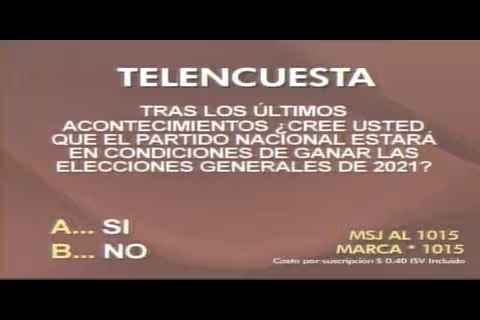 TELENCUESTA
TRAS LOS ÚLTIMOS
ACONTECIMIENTOS ¿CREE USTED
QUE EL PARTIDO NACIONAL ESTARÁ
EN CONDICIONES DE GANAR LAS
ELECCIONES GENERALES DE 2021?
A... SI
B... NO
MSJ AL 1015
MARCA * 1015
Costo por suscripción $ 0.40 ISV Incluido